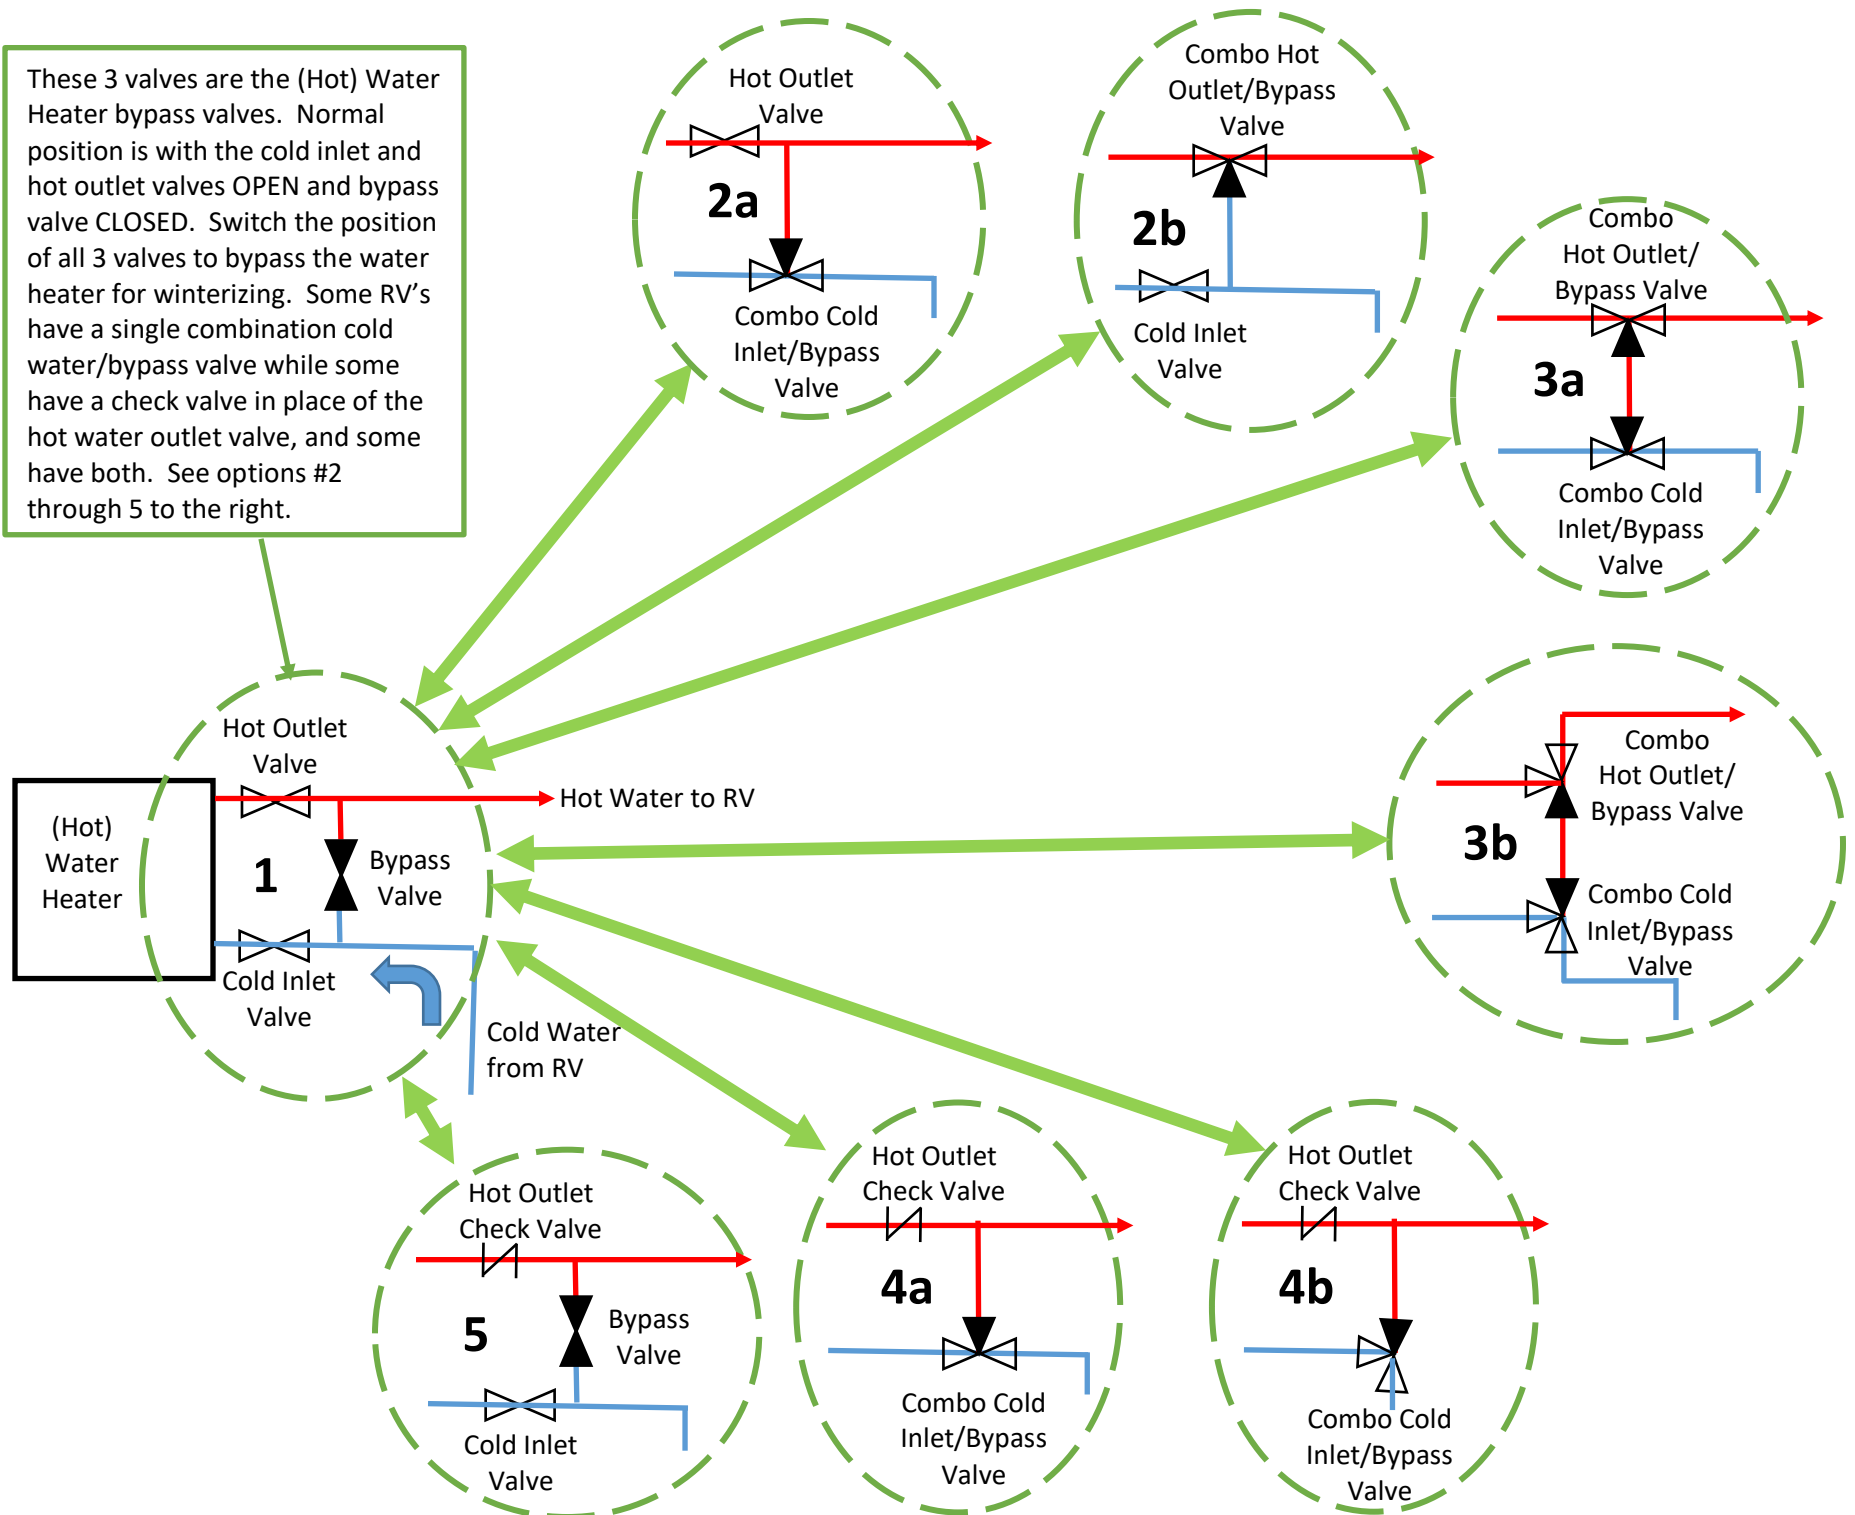 These 3 valves are the (Hot) Water
Heater bypass valves.  Normal
position is with the cold inlet and
hot outlet valves OPEN and bypass
valve CLOSED.  Switch the position
of all 3 valves to bypass the water
heater for winterizing.  Some RV's
have a single combination cold
water/bypass valve while some
have a check valve in place of the
hot water outlet valve, and some
have both.  See options #2
through 5 to the right.
Hot Outlet
Valve
2a
Combo Cold
Inlet/Bypass
Valve
Combo Hot
Outlet/Bypass
Valve
2b
Cold Inlet
Valve
Combo
Hot Outlet/
Bypass Valve
3a
Combo Cold
Inlet/Bypass
Valve
Hot Outlet
Valve
Hot Water to RV
(Hot)
Water
Heater
1
Bypass
Valve
Cold Inlet
Valve
Cold Water
from RV
Combo
Hot Outlet/
Bypass Valve
3b
Combo Cold
Inlet/Bypass
Valve
Hot Outlet
Check Valve
5
Bypass
Valve
Cold Inlet
Valve
Hot Outlet
Check Valve
4a
Combo Cold
Inlet/Bypass
Valve
Hot Outlet
Check Valve
4b
Combo Cold
Inlet/Bypass
Valve